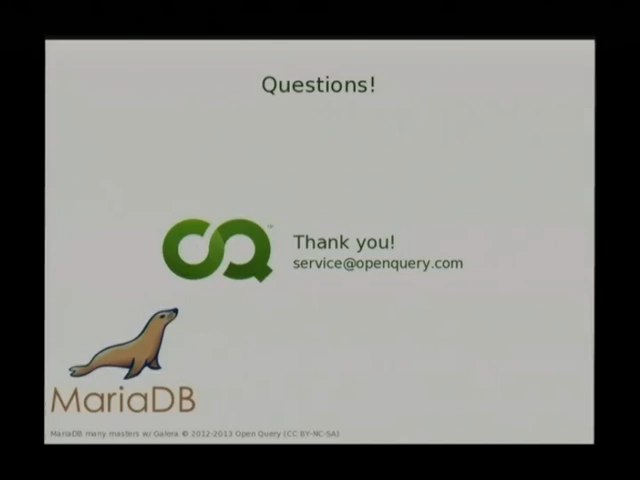 Questions!
Thank you!
service@openquery.com
MariaDB
MariaDB many masters w/ Galera © 2012-2013 Open Query (CC BY-NC-SA)